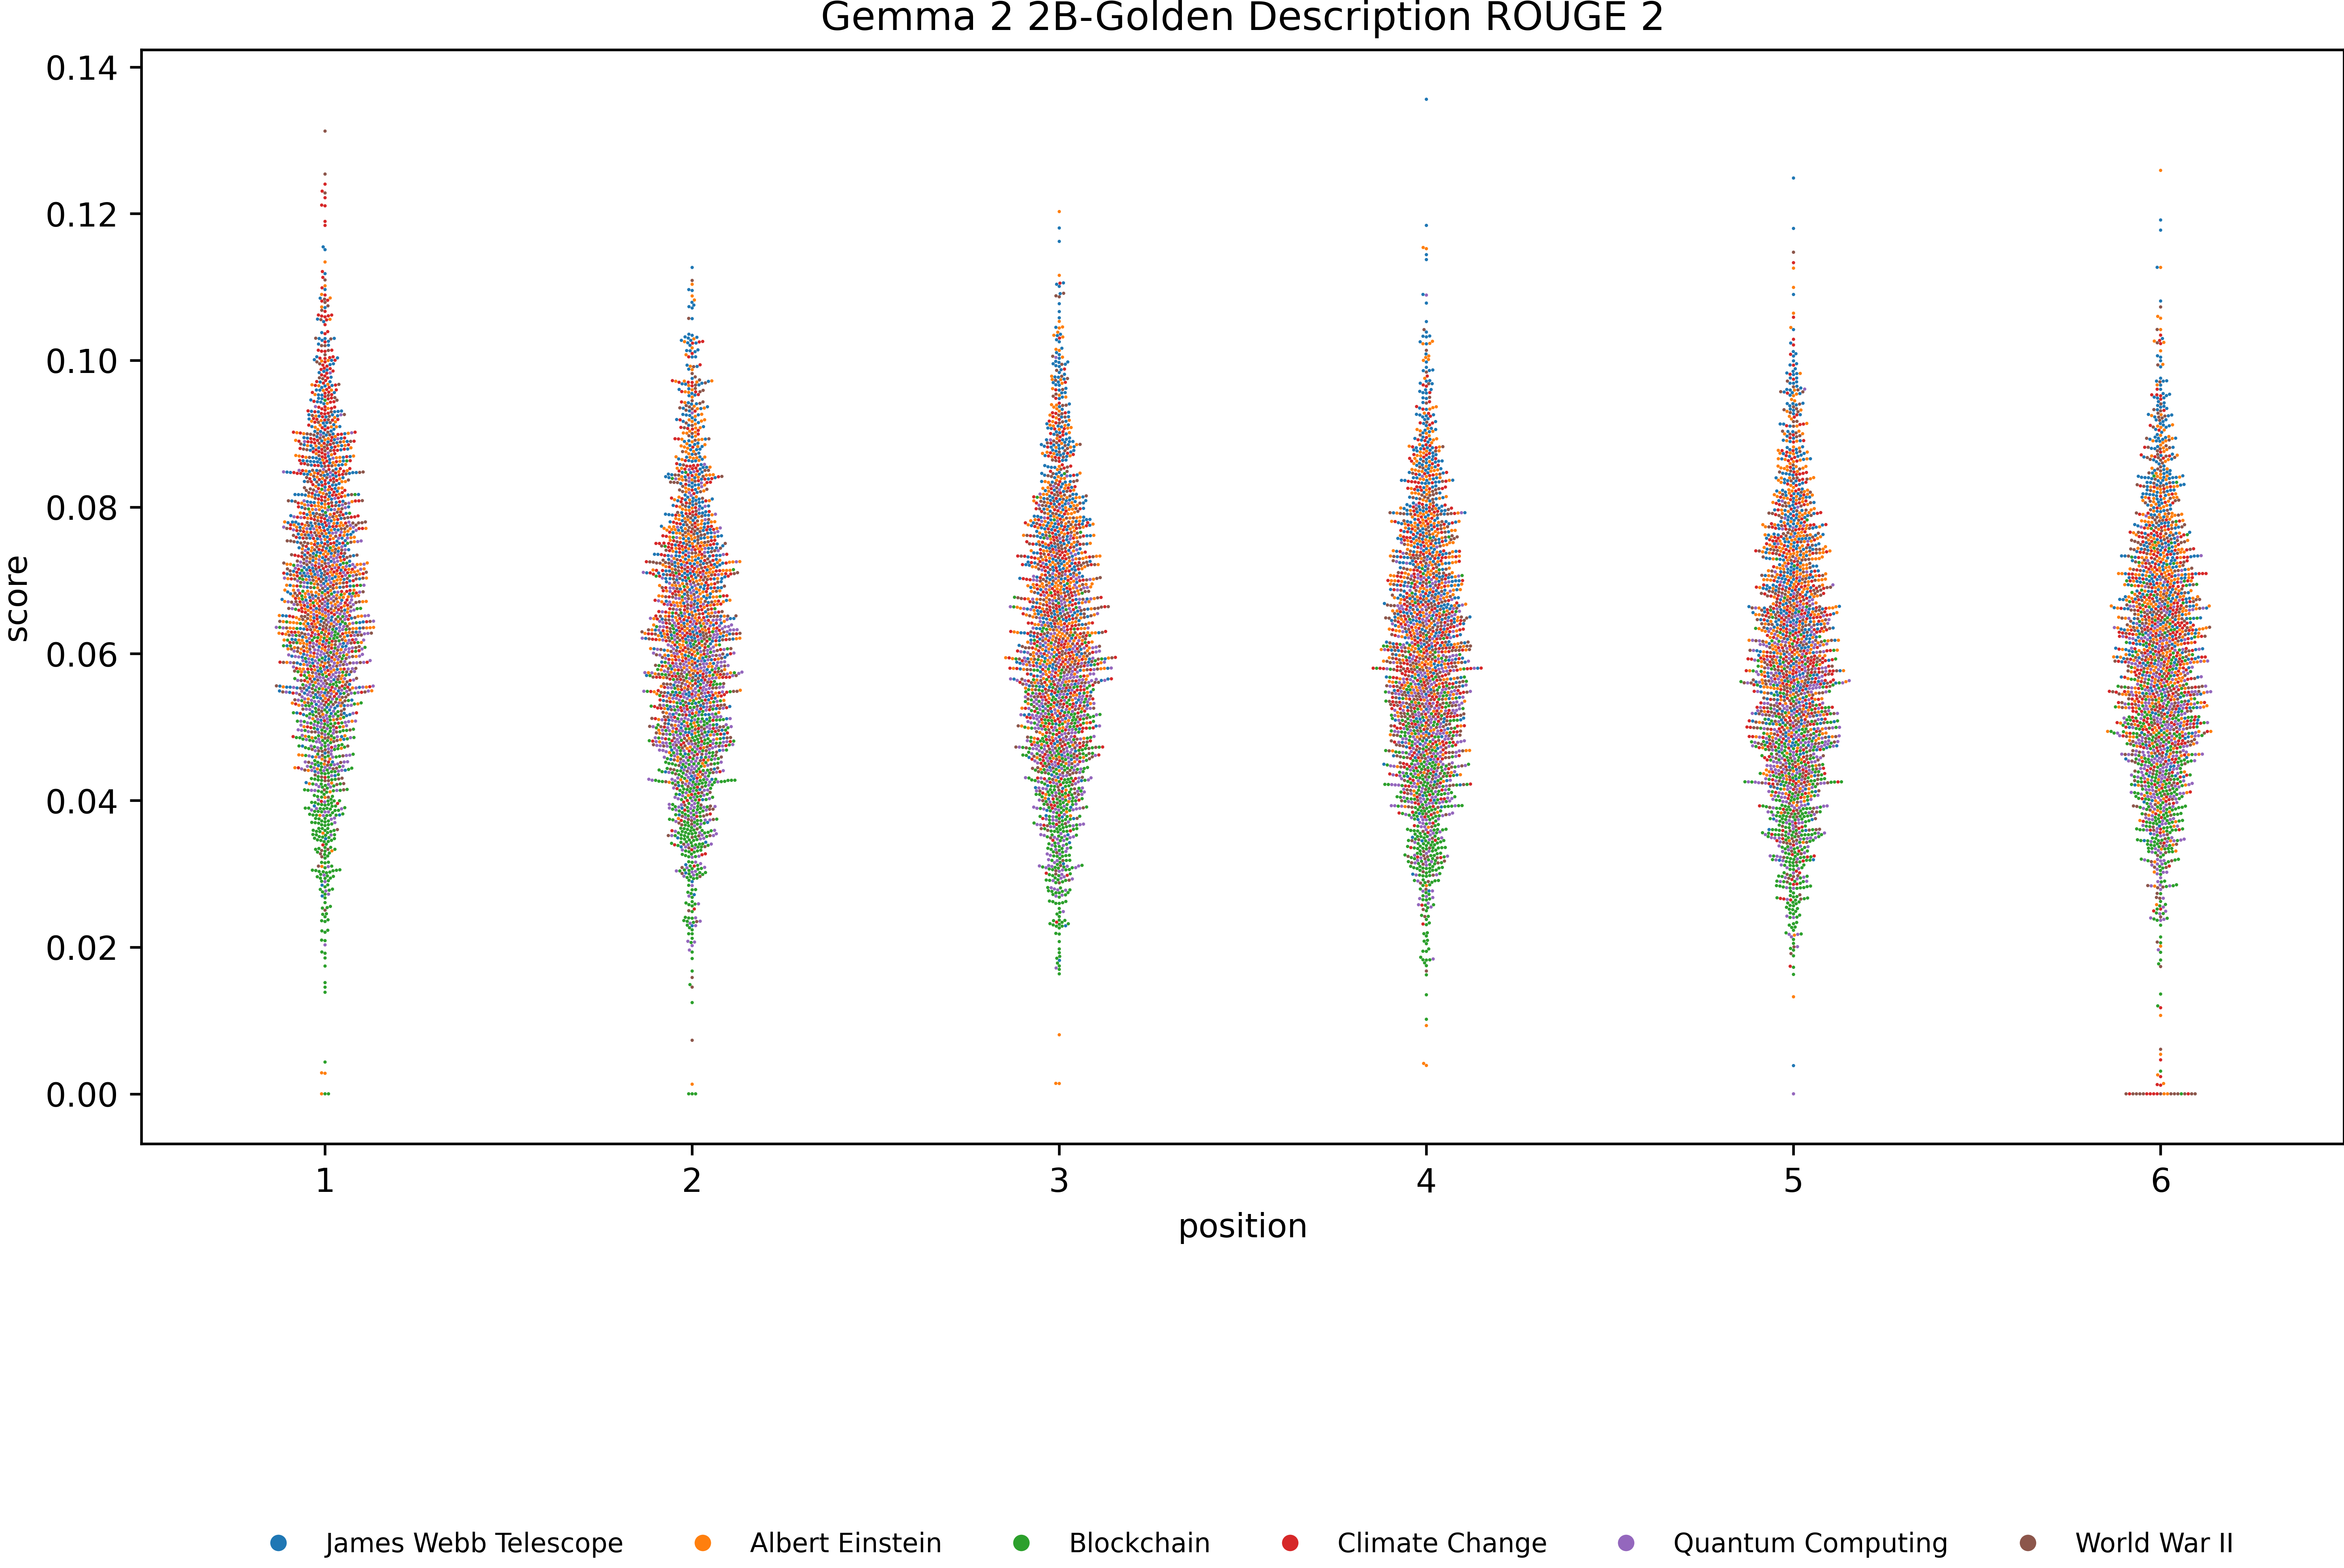 Gemma 2 2B-Golden Description ROUGE 2
0.14
0.12
0.10
0.08
0.06
0.04
0.02
0.00
score
1 2 3 4 5 6
position
James Webb Telescope Albert Einstein Blockchain Climate Change Quantum Computing World War II